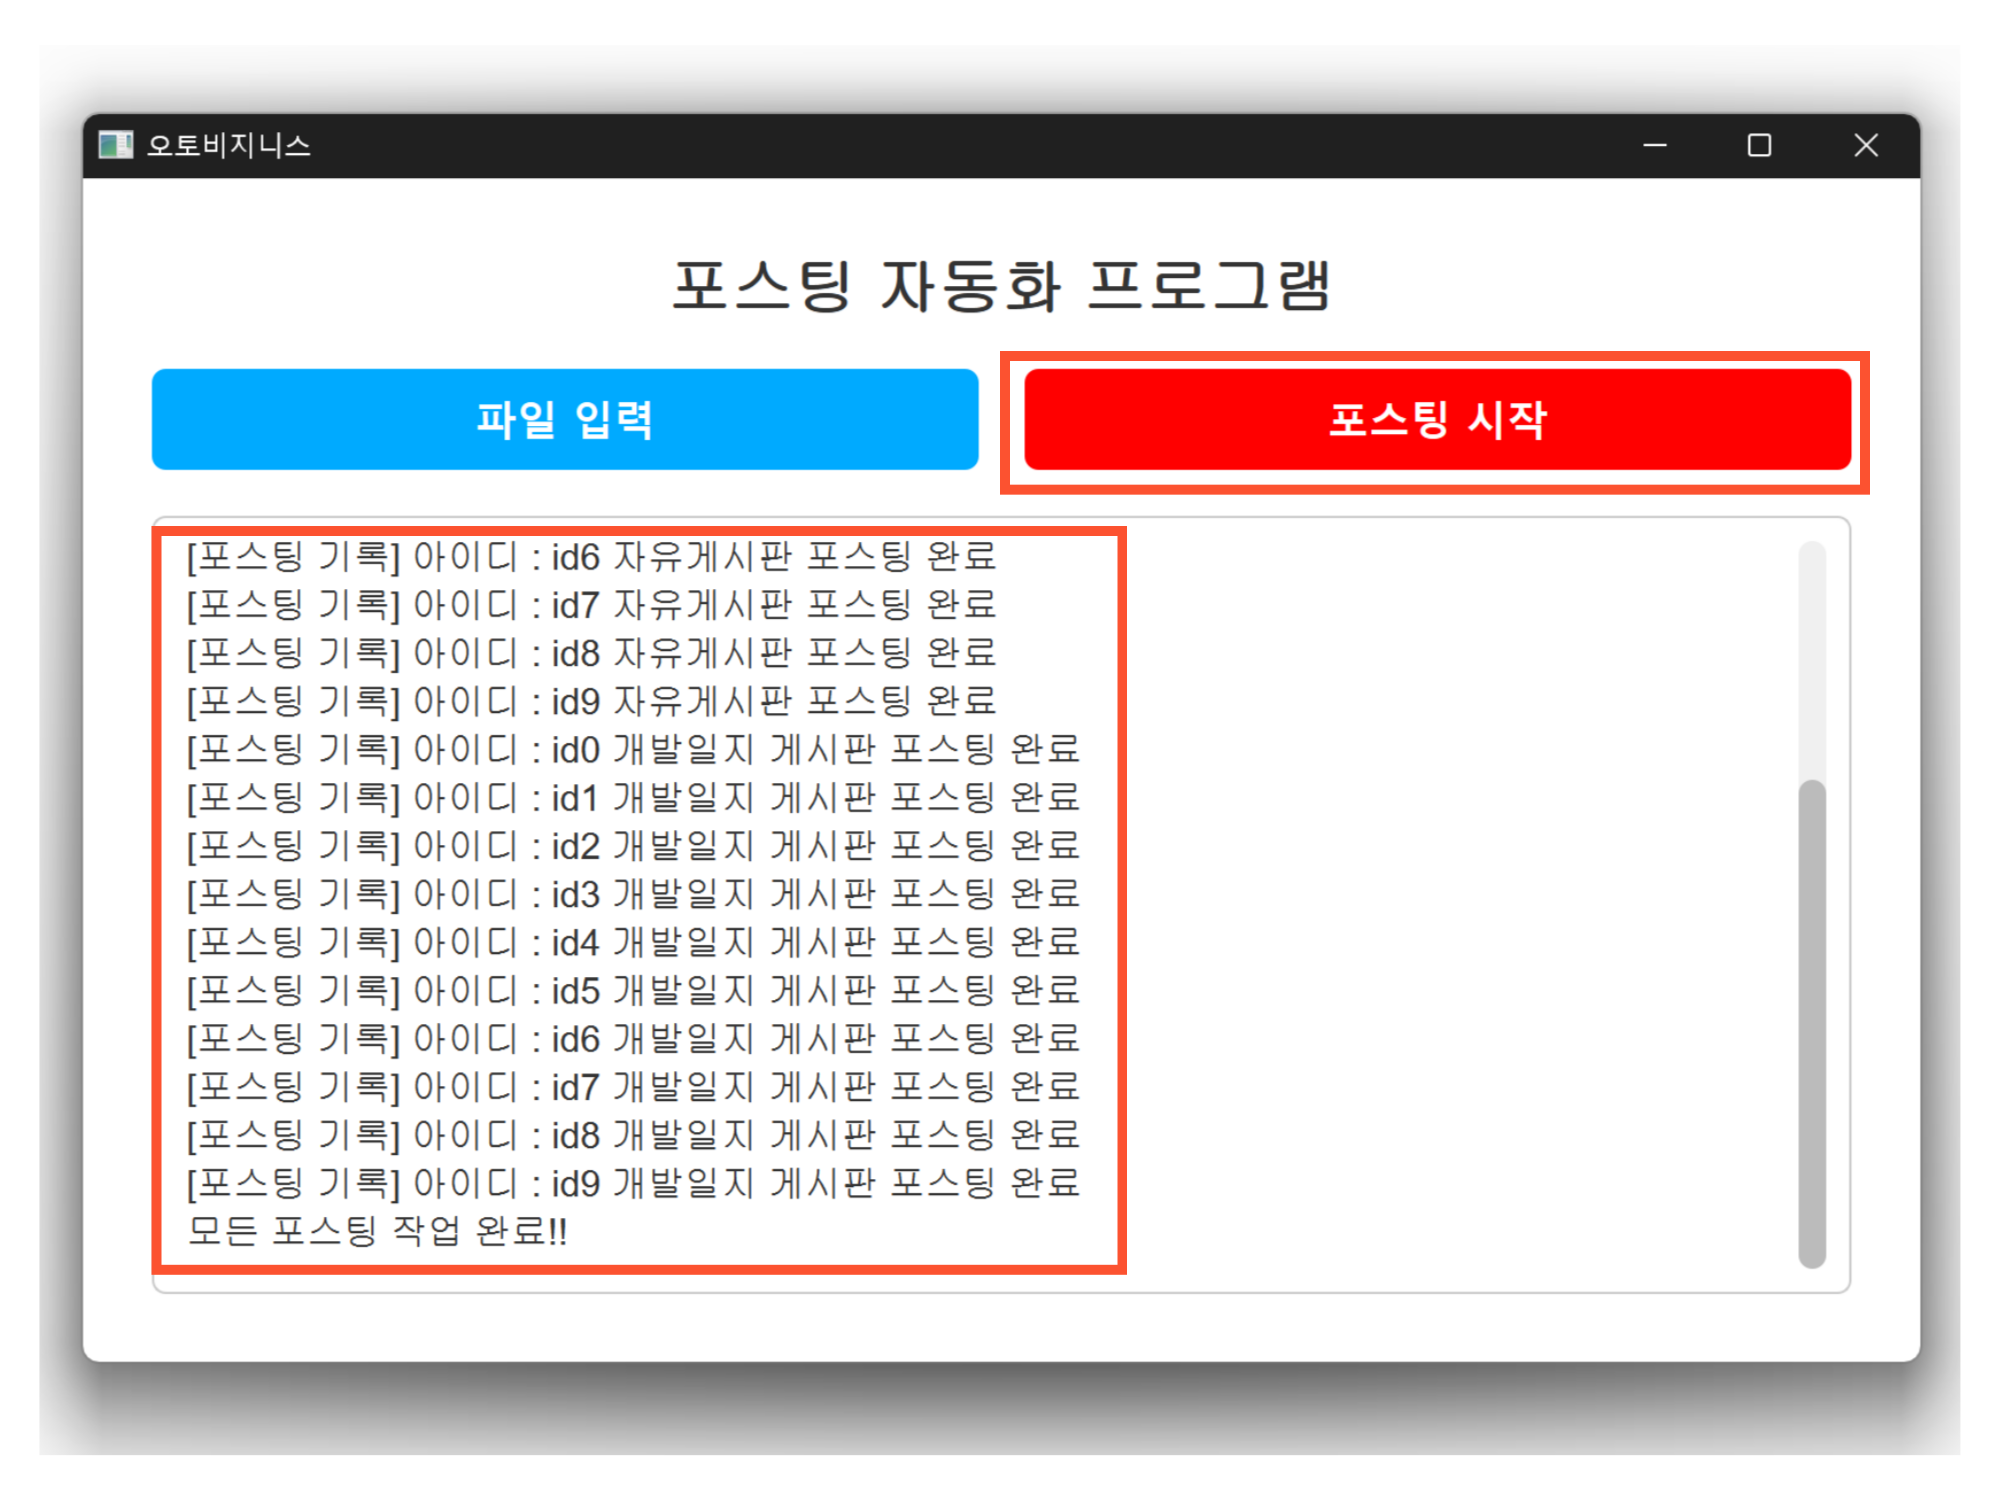 오토비지니스
포스팅 자동화 프로그램
파일 입력
포스팅 시작
[포스팅 기록] 아이디 : id6 자유게시판 포스팅 완료
[포스팅 기록] 아이디 : id7 자유게시판 포스팅 완료
[포스팅 기록] 아이디 : id8 자유게시판 포스팅 완료
[포스팅 기록] 아이디 : id9 자유게시판 포스팅 완료
[포스팅 기록] 아이디 : id0 개발일지 게시판 포스팅 완료
[포스팅 기록] 아이디 : id1 개발일지 게시판 포스팅 완료
[포스팅 기록] 아이디 : id2 개발일지 게시판 포스팅 완료
[포스팅 기록] 아이디 : id3 개발일지 게시판 포스팅 완료
[포스팅 기록] 아이디 : id4 개발일지 게시판 포스팅 완료
[포스팅 기록] 아이디 : id5 개발일지 게시판 포스팅 완료
[포스팅 기록] 아이디 : id6 개발일지 게시판 포스팅 완료
[포스팅 기록] 아이디 : id7 개발일지 게시판 포스팅 완료
[포스팅 기록] 아이디 : id8 개발일지 게시판 포스팅 완료
[포스팅 기록] 아이디 : id9 개발일지 게시판 포스팅 완료
모든 포스팅 작업 완료!!